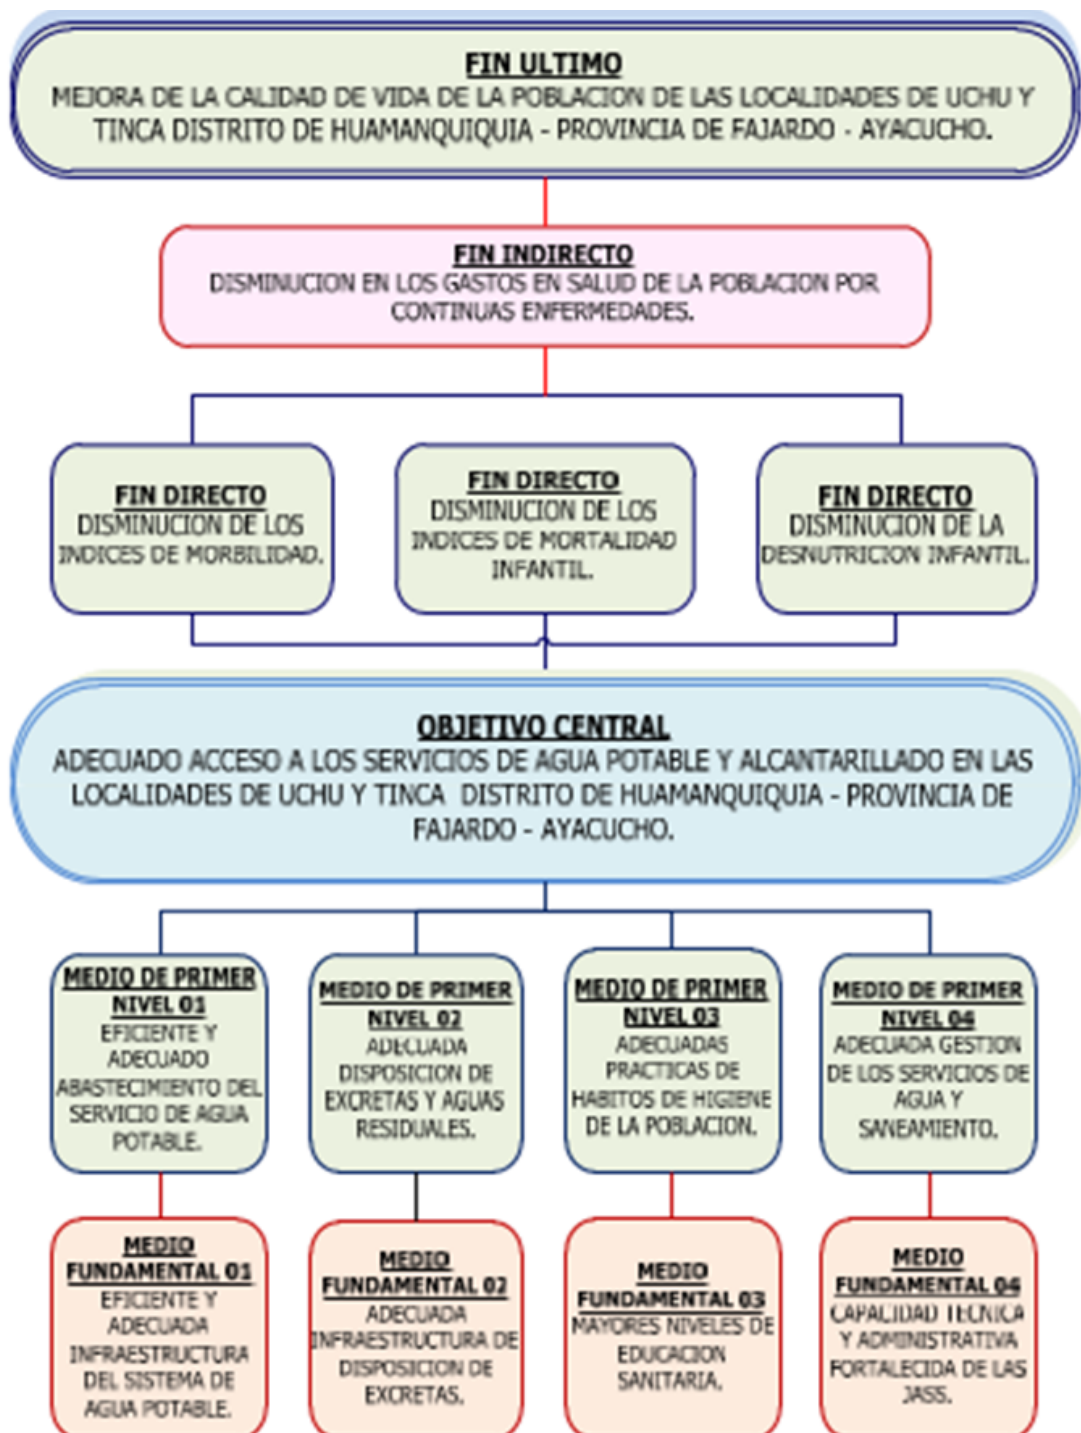 FIN ULTIMO
MEJORA DE LA CALIDAD DE VIDA DE LA POBLACION DE LAS LOCALIDADES DE UCHU Y
TINCA DISTRITO DE HUAMANQUIQUIA - PROVINCIA DE FAJARDO - AYACUCHO.
FIN INDIRECTO
DISMINUCION EN LOS GASTOS EN SALUD DE LA POBLACION POR
CONTINUAS ENFERMEDADES.
FIN DIRECTO
DISMINUCION DE LOS
INDICES DE MORBILIDAD.
FIN DIRECTO
DISMINUCION DE LOS
INDICES DE MORTALIDAD
INFANTIL.
FIN DIRECTO
DISMINUCION DE LA
DESNUTRICION INFANTIL.
OBJETIVO CENTRAL
ADECUADO ACCESO A LOS SERVICIOS DE AGUA POTABLE Y ALCANTARILLADO EN LAS
LOCALIDADES DE UCHU Y TINCA DISTRITO DE HUAMANQUIQUIA - PROVINCIA DE
FAJARDO - AYACUCHO.
MEDIO DE PRIMER
NIVEL 01
EFICIENTE Y
ADECUADO
ABASTECIMIENTO DEL
SERVICIO DE AGUA
POTABLE.
MEDIO DE PRIMER
NIVEL 02
ADECUADA
DISPOSICION DE
EXCRETAS Y AGUAS
RESIDUALES.
MEDIO DE PRIMER
NIVEL 03
ADECUADAS
PRACTICAS DE
HABITOS DE HIGIENE
DE LA POBLACION.
MEDIO DE PRIMER
NIVEL 04
ADECUADA GESTION
DE LOS SERVICIOS DE
AGUA Y
SANEAMIENTO.
MEDIO
FUNDAMENTAL 01
EFICIENTE Y
ADECUADA
INFRAESTRUCTURA
DEL SISTEMA DE
AGUA POTABLE.
MEDIO
FUNDAMENTAL 02
ADECUADA
INFRAESTRUCTURA DE
DISPOSICION DE
EXCRETAS.
MEDIO
FUNDAMENTAL 03
MAYORES NIVELES DE
EDUCACION
SANITARIA.
MEDIO
FUNDAMENTAL 04
CAPACIDAD TECNICA
Y ADMINISTRATIVA
FORTALECIDA DE LAS
JASS.